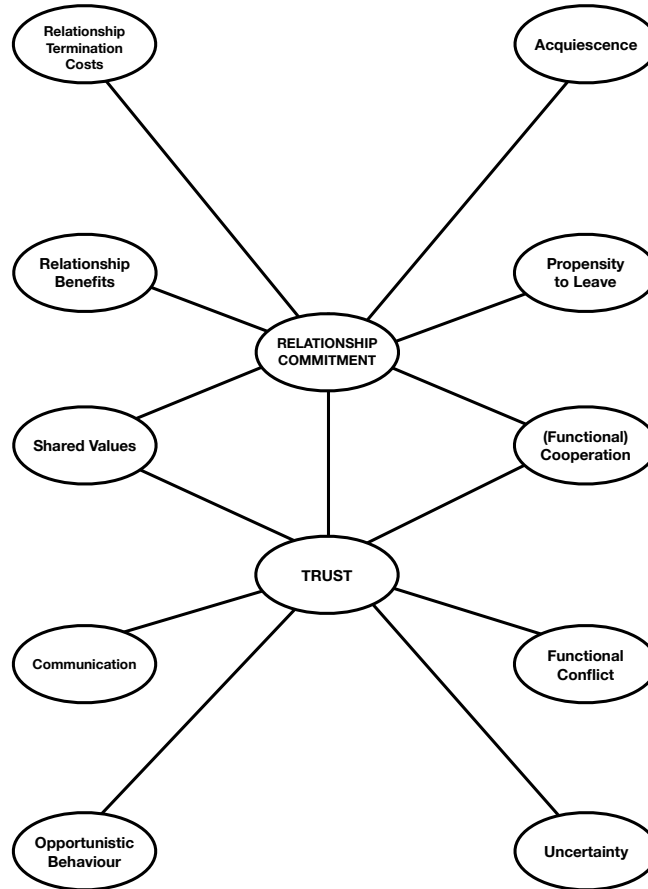 Relationship
Termination
Costs
Acquiescence
Relationship
Benefits
Propensity
to Leave
RELATIONSHIP
COMMITMENT
Shared Values
(Functional)
Cooperation
TRUST
Communication
Functional
Conflict
Opportunistic
Behaviour
Uncertainty